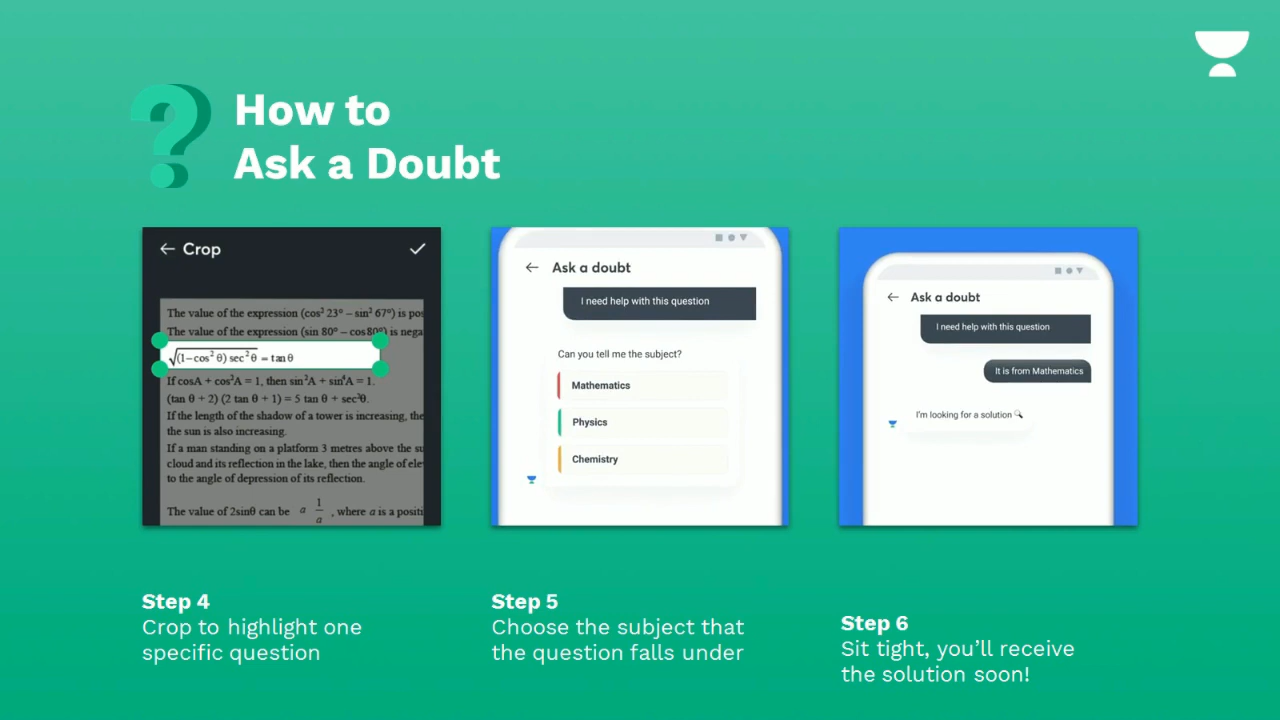 ?
How to
Ask a Doubt
← Crop
The value of the expression (cos² 23° – sin² 67°) is pos
The value of the expression (sin 80° – cos 80°) is nega
√(1–cos² θ) sec² θ = tan θ
If cosA + cos²A = 1, then sin²A + sin⁴A = 1.
(tan θ + 2) (2 tan θ + 1) = 5 tan θ + sec²θ.
If the length of the shadow of a tower is increasing, the
the sun is also increasing.
If a man standing on a platform 3 metres above the su
cloud and its reflection in the lake, then the angle of ele
to the angle of depression of its reflection.
The value of 2sinθ can be a 1/a , where a is a positi
← Ask a doubt
I need help with this question
Can you tell me the subject?
Mathematics
Physics
Chemistry
← Ask a doubt
I need help with this question
It is from Mathematics
I'm looking for a solution 🔍
Step 4
Crop to highlight one
specific question
Step 5
Choose the subject that
the question falls under
Step 6
Sit tight, you’ll receive
the solution soon!